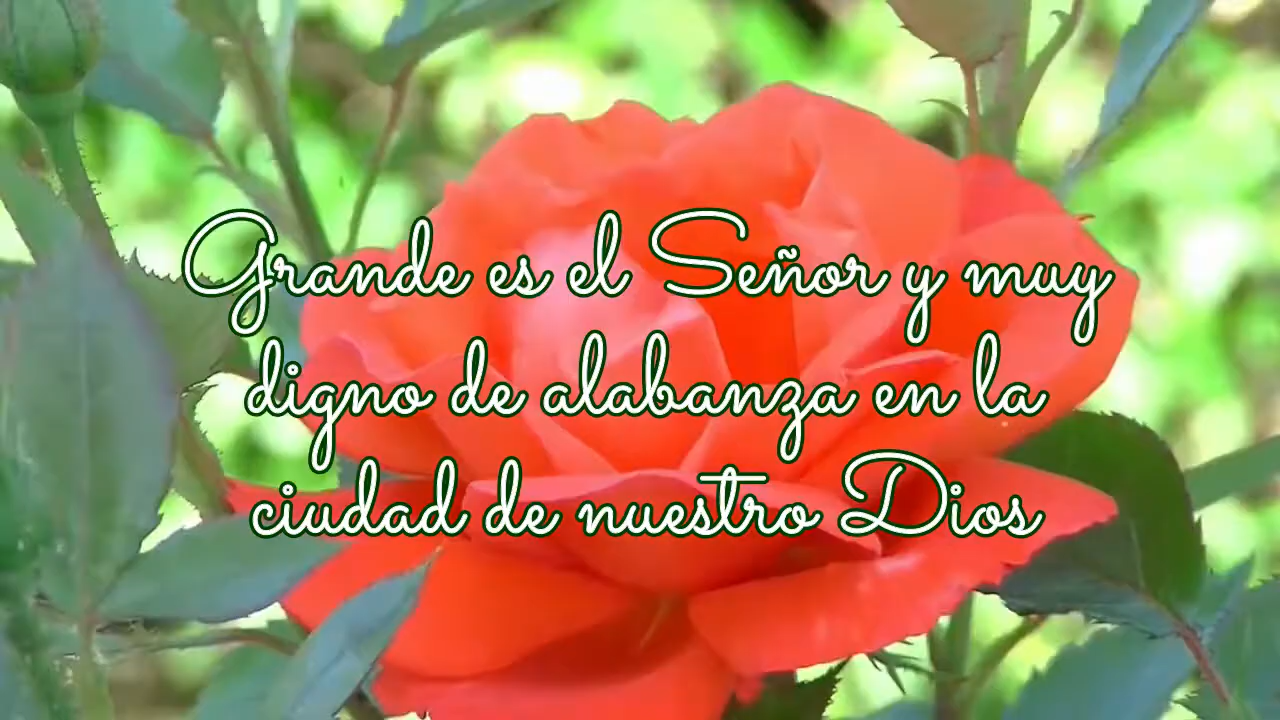 Grande es el Señor y muy
digno de alabanza en la
ciudad de nuestro Dios